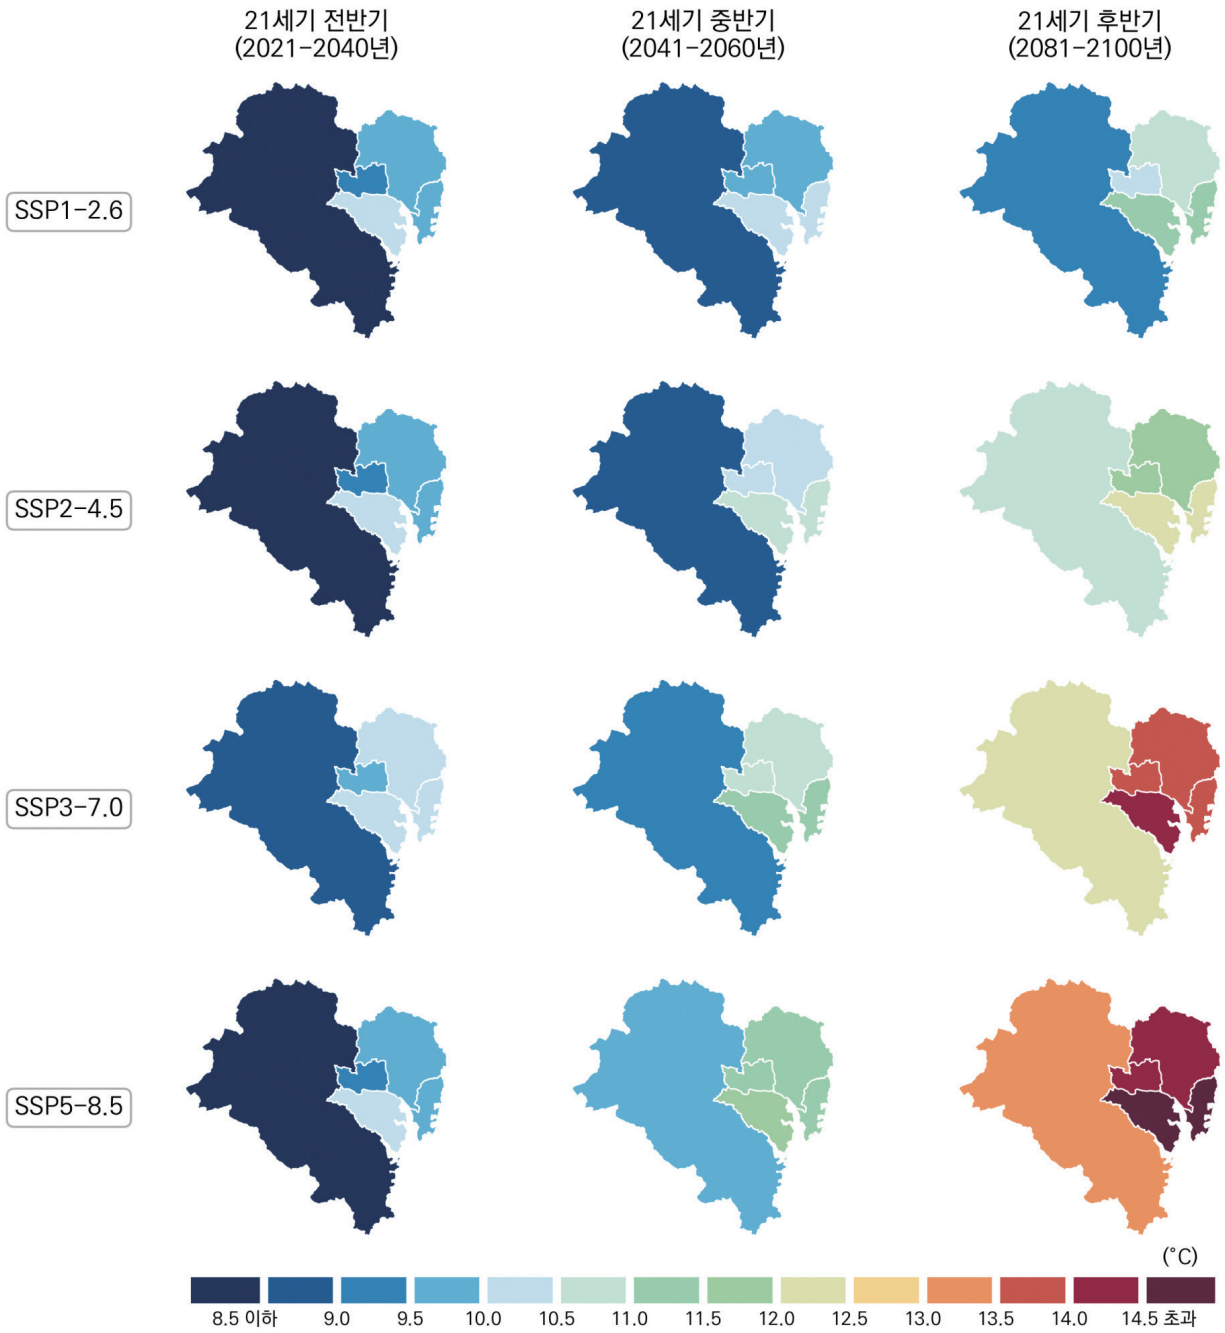 21세기 전반기
(2021-2040년)
21세기 중반기
(2041-2060년)
21세기 후반기
(2081-2100년)
SSP1-2.6
SSP2-4.5
SSP3-7.0
SSP5-8.5
(°C)
8.5 이하 9.0 9.5 10.0 10.5 11.0 11.5 12.0 12.5 13.0 13.5 14.0 14.5 초과